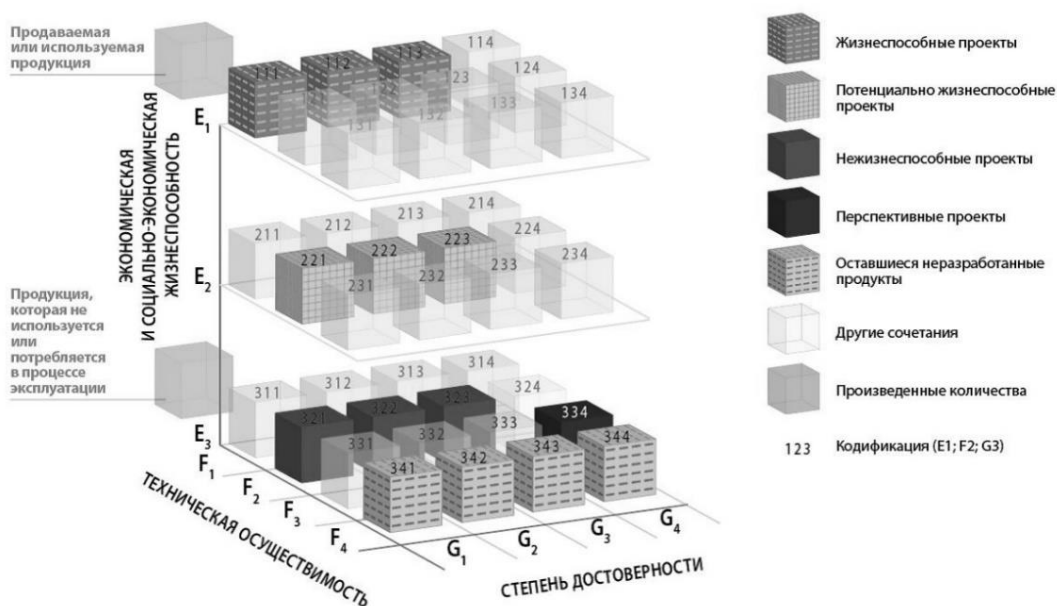 Продаваемая
или используемая
продукция
ЭКОНОМИЧЕСКАЯ
И СОЦИАЛЬНО-ЭКОНОМИЧЕСКАЯ
ЖИЗНЕСПОСОБНОСТЬ
Продукция,
которая не
используется
или
потребляется
в процессе
эксплуатации
E1
111
112
113
114
123
124
131
132
133
134
E2
211
212
213
214
221
222
223
224
231
232
233
234
E3
311
312
313
314
321
322
323
324
331
332
333
334
341
342
343
344
F1
F2
F3
F4
ТЕХНИЧЕСКАЯ ОСУЩЕСТВИМОСТЬ
G1
G2
G3
G4
СТЕПЕНЬ ДОСТОВЕРНОСТИ
Жизнеспособные проекты
Потенциально жизнеспособные
проекты
Нежизнеспособные проекты
Перспективные проекты
Оставшиеся неразработанные
продукты
Другие сочетания
Произведенные количества
123 Кодификация (E1; F2; G3)